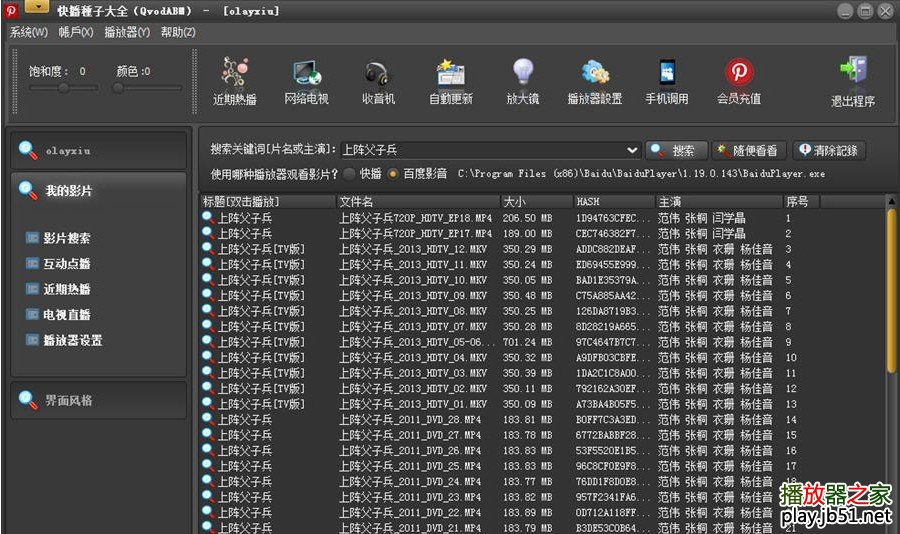 快播種子大全 (QvodABM) - [olayxiu]
系統(W) 帳戶(X) 播放器(Y) 帮助(Z)
饱和度: 0 颜色:0
近期熱播 网络电视 收音机 自動更新 放大镜 播放器設置 手机调用 会员充值 退出程序
olayxiu
我的影片
影片搜索
互动点播
近期热播
电视直播
播放器设置
界面风格
搜索关键词[片名或主演]: 上阵父子兵 搜索 隨便看看 清除記錄
使用哪种播放器观看影片? 快播 百度影音 C:\Program Files (x86)\Baidu\BaiduPlayer\1.19.0.143\BaiduPlayer.exe
标题[双击播放] 文件名 大小 HASH 主演 序号
上阵父子兵 上阵父子兵720P_HDTV_EP18.MP4 206.50 MB 1D94763CFEC... 范伟 张桐 闫学晶 1
上阵父子兵 上阵父子兵720P_HDTV_EP17.MP4 189.00 MB CEC746382F7... 范伟 张桐 闫学晶 2
上阵父子兵[TV版] 上阵父子兵_2013_HDTV_12.MKV 350.29 MB ADDC882DEAF... 范伟 张桐 衣珊 杨佳音 3
上阵父子兵[TV版] 上阵父子兵_2013_HDTV_11.MKV 350.24 MB ED69455E999... 范伟 张桐 衣珊 杨佳音 4
上阵父子兵[TV版] 上阵父子兵_2013_HDTV_10.MKV 350.05 MB BAD1E35379A... 范伟 张桐 衣珊 杨佳音 5
上阵父子兵[TV版] 上阵父子兵_2013_HDTV_09.MKV 350.48 MB C75A885AA42... 范伟 张桐 衣珊 杨佳音 6
上阵父子兵[TV版] 上阵父子兵_2013_HDTV_08.MKV 350.25 MB 126DA8719B3... 范伟 张桐 衣珊 杨佳音 7
上阵父子兵[TV版] 上阵父子兵_2013_HDTV_07.MKV 350.28 MB 8D28219A665... 范伟 张桐 衣珊 杨佳音 8
上阵父子兵[TV版] 上阵父子兵_2013_HDTV_05-06... 701.24 MB 97C4647B7C7... 范伟 张桐 衣珊 杨佳音 9
上阵父子兵[TV版] 上阵父子兵_2013_HDTV_04.MKV 350.32 MB A9DFB03CBFE... 范伟 张桐 衣珊 杨佳音 10
上阵父子兵[TV版] 上阵父子兵_2013_HDTV_03.MKV 350.39 MB 1DA2C1C8A00... 范伟 张桐 衣珊 杨佳音 11
上阵父子兵[TV版] 上阵父子兵_2013_HDTV_02.MKV 350.11 MB 792162A30EF... 范伟 张桐 衣珊 杨佳音 12
上阵父子兵[TV版] 上阵父子兵_2013_HDTV_01.MKV 350.09 MB A73BA4B05F5... 范伟 张桐 衣珊 杨佳音 13
上阵父子兵 上阵父子兵_2011_DVD_28.MP4 183.81 MB B0FF7C3A3ED... 范伟 张桐 衣珊 杨佳音 14
上阵父子兵 上阵父子兵_2011_DVD_27.MP4 183.78 MB 6772BABBF28... 范伟 张桐 衣珊 杨佳音 15
上阵父子兵 上阵父子兵_2011_DVD_26.MP4 183.83 MB 53F5520E1B5... 范伟 张桐 衣珊 杨佳音 16
上阵父子兵 上阵父子兵_2011_DVD_25.MP4 183.83 MB 96C8CF0E9F8... 范伟 张桐 衣珊 杨佳音 17
上阵父子兵 上阵父子兵_2011_DVD_24.MP4 183.77 MB 76DD1F8D0E8... 范伟 张桐 衣珊 杨佳音 18
上阵父子兵 上阵父子兵_2011_DVD_23.MP4 183.82 MB 957F2341FA6... 范伟 张桐 衣珊 杨佳音
上阵父子兵 上阵父子兵_2011_DVD_22.MP4 183.89 MB 0D712A118FF... 范伟 张桐 衣珊 杨佳音
上阵父子兵 上阵父子兵_2011_DVD_21.MP4 183.79 MB B3DE53C0B64... 范伟 张桐 衣珊 杨佳音 21
播放器之家
play.jb51.net